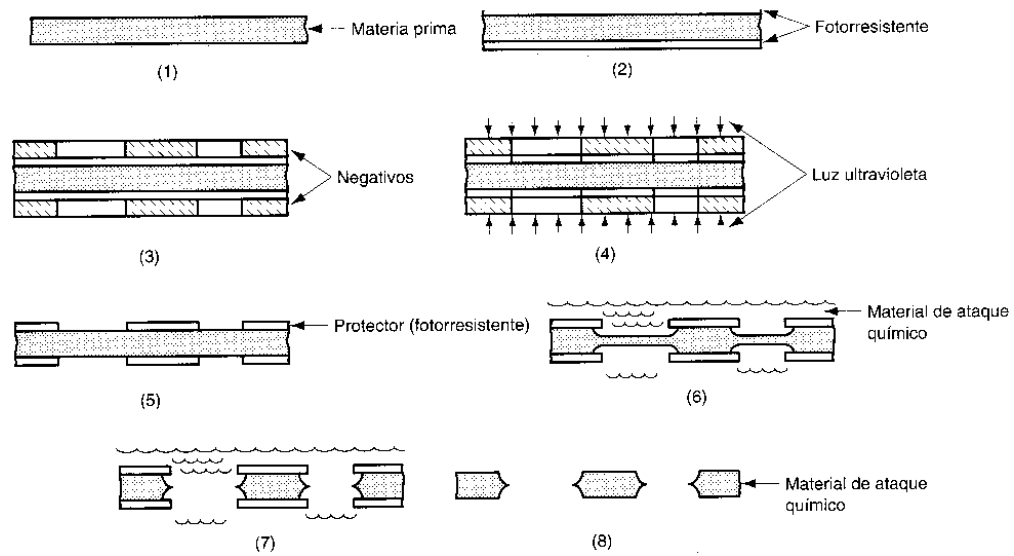 Materia prima
(1)
Fotorresistente
(2)
Negativos
(3)
Luz ultravioleta
(4)
Protector (fotorresistente)
(5)
Material de ataque
químico
(6)
(7)
Material de ataque
químico
(8)